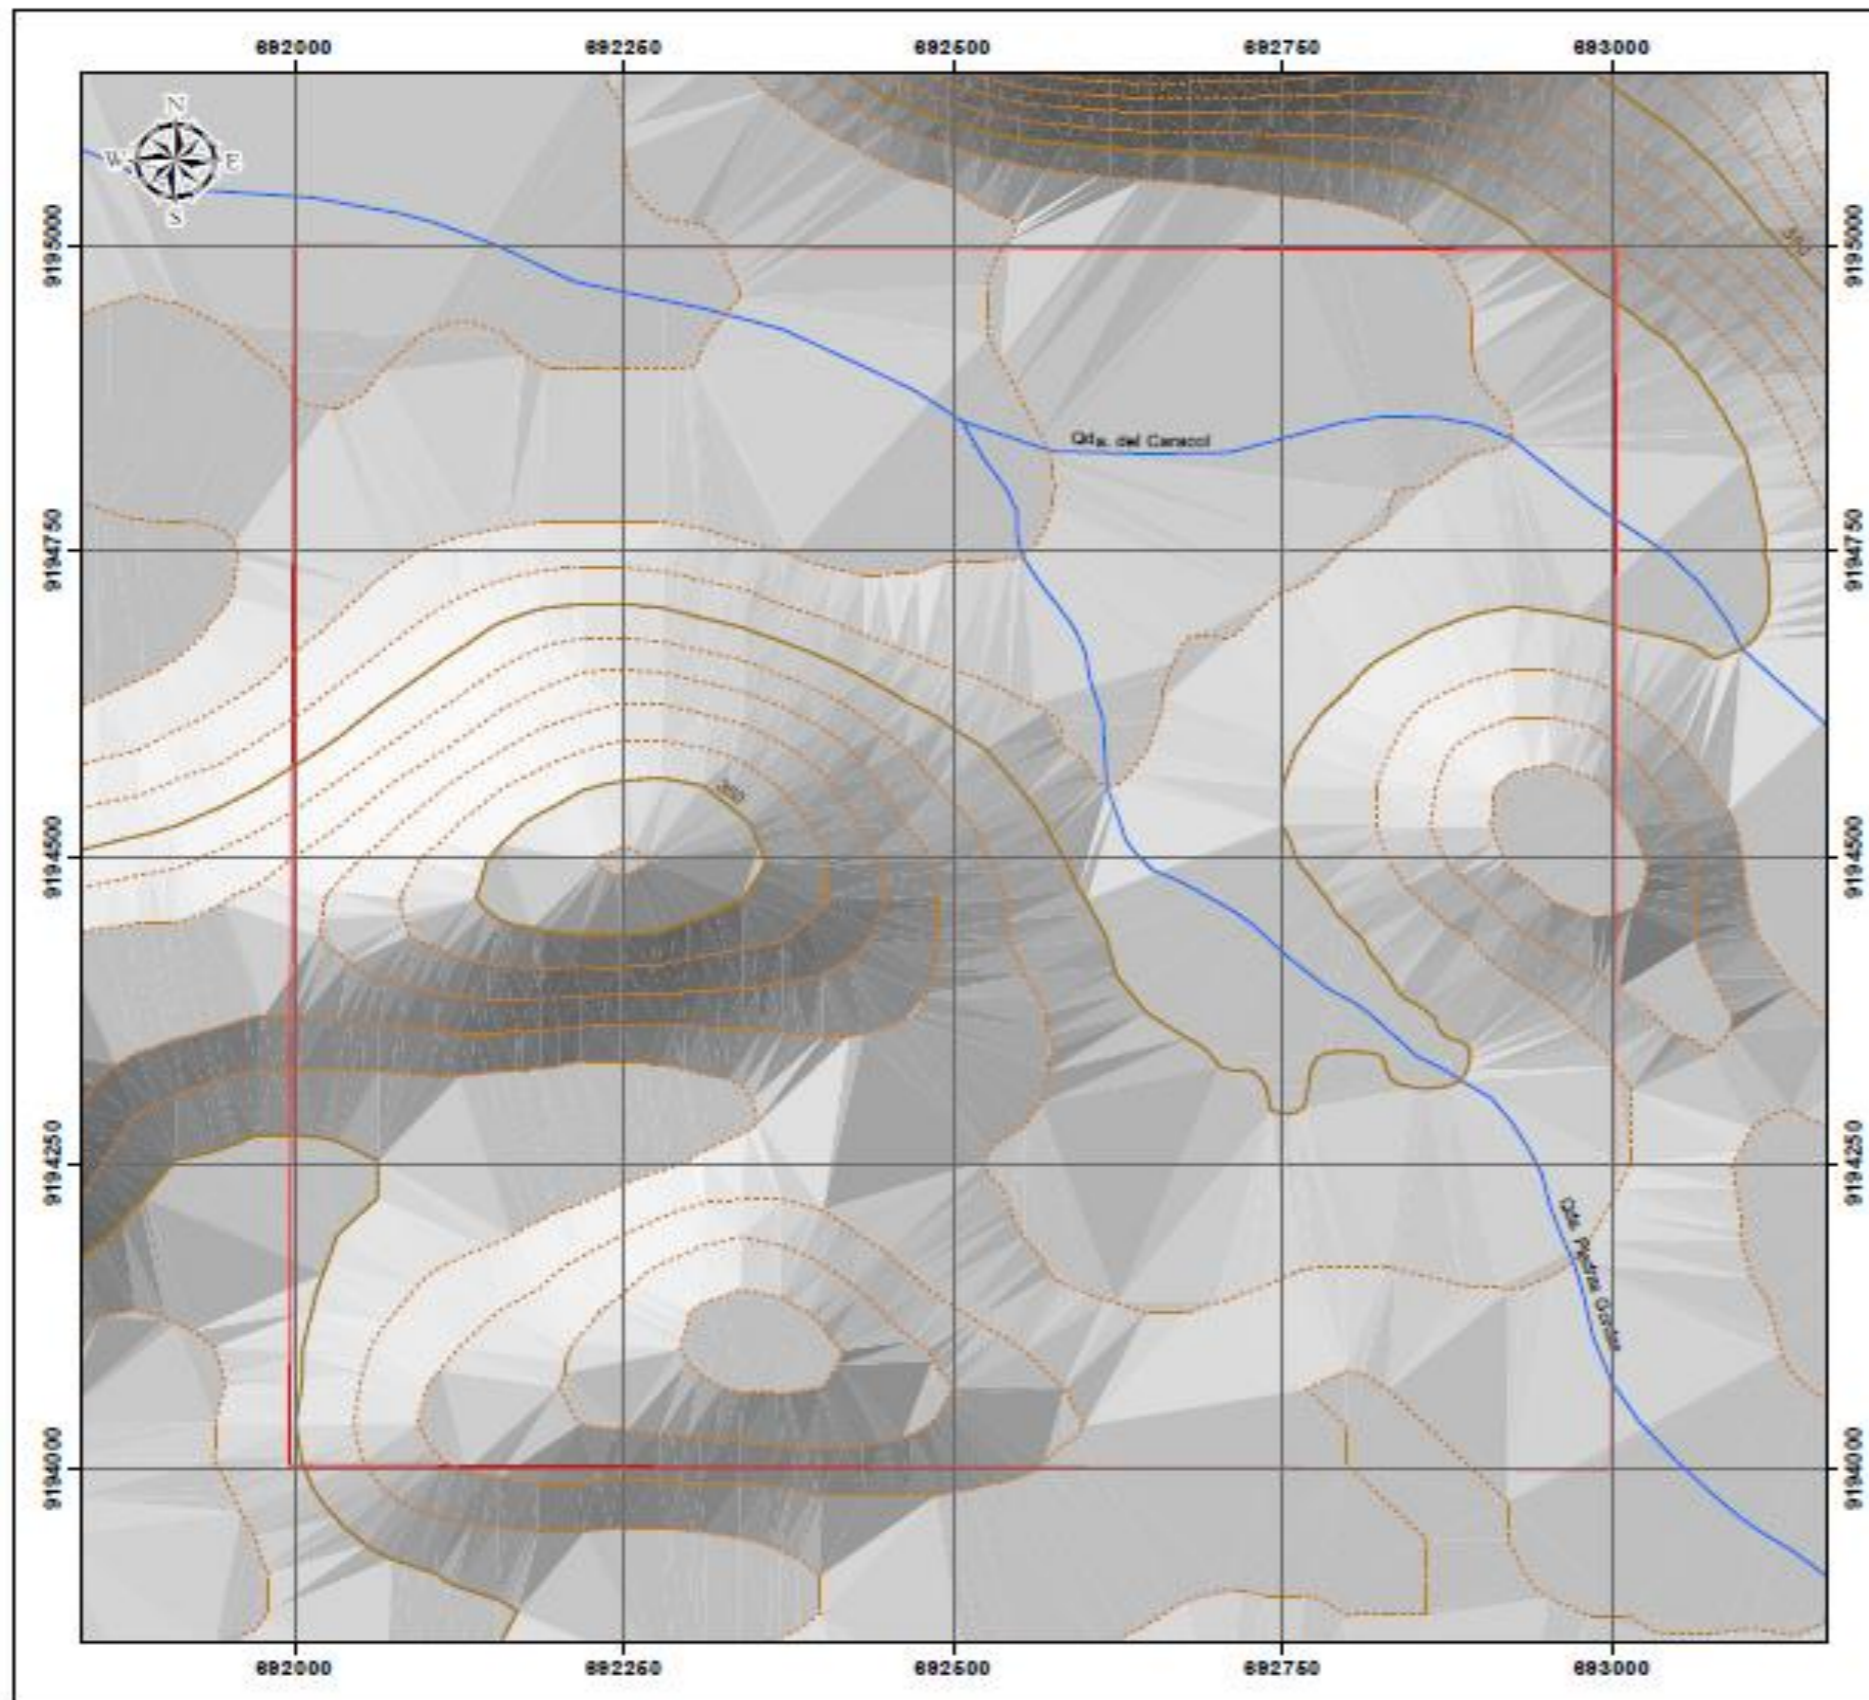 692000 692250 692500 692750 693000
N
W E
S
9195000 9195000
Qda. del Caracol
9194750 9194750
350
9194500 9194500
9194250 9194250
Qda. Piedras Gordas
9194000 9194000
692000 692250 692500 692750 693000